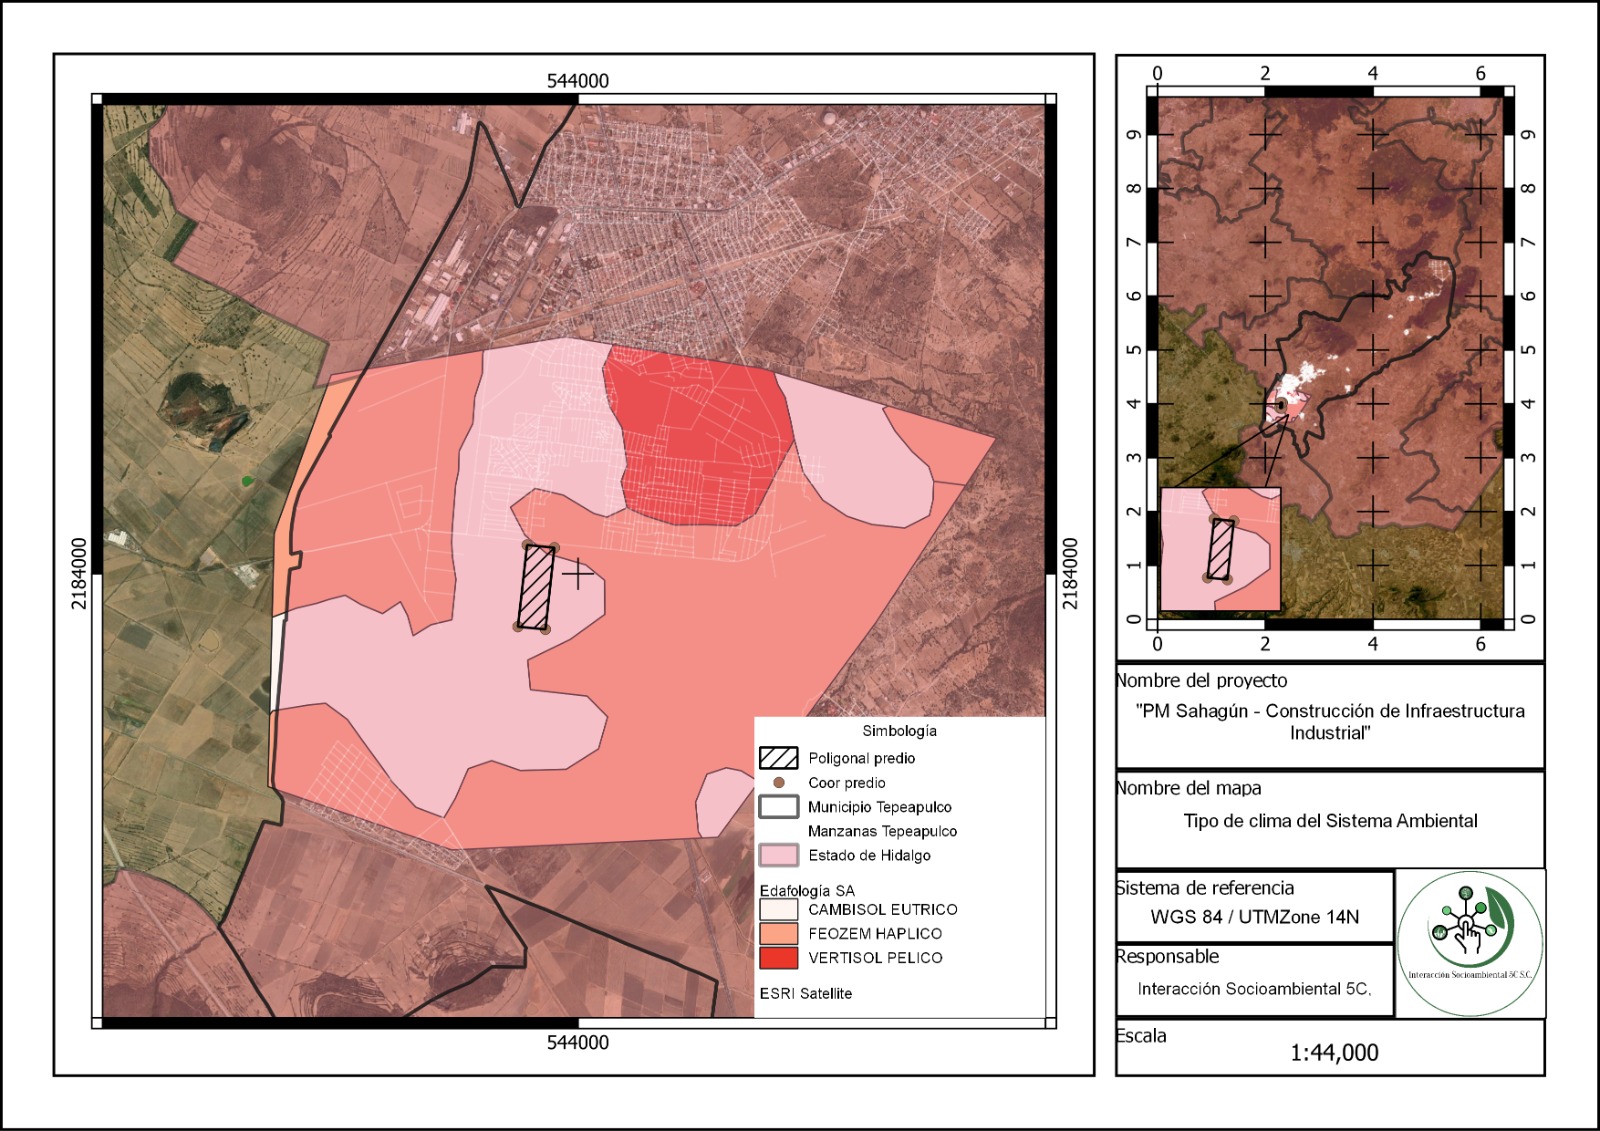 544000
2184000
2184000
544000
Simbología
Poligonal predio
Coor predio
Municipio Tepeapulco
Manzanas Tepeapulco
Estado de Hidalgo
Edafología SA
CAMBISOL EUTRICO
FEOZEM HAPLICO
VERTISOL PELICO
ESRI Satellite
0 2 4 6
9 9
8 8
7 7
6 6
5 5
4 4
3 3
2 2
1 1
0 0
0 2 4 6
Nombre del proyecto
"PM Sahagún - Construcción de Infraestructura
Industrial"
Nombre del mapa
Tipo de clima del Sistema Ambiental
Sistema de referencia
WGS 84 / UTMZone 14N
Responsable
Interacción Socioambiental 5C.
Interacción Socioambiental 5C S.C.
Escala
1:44,000